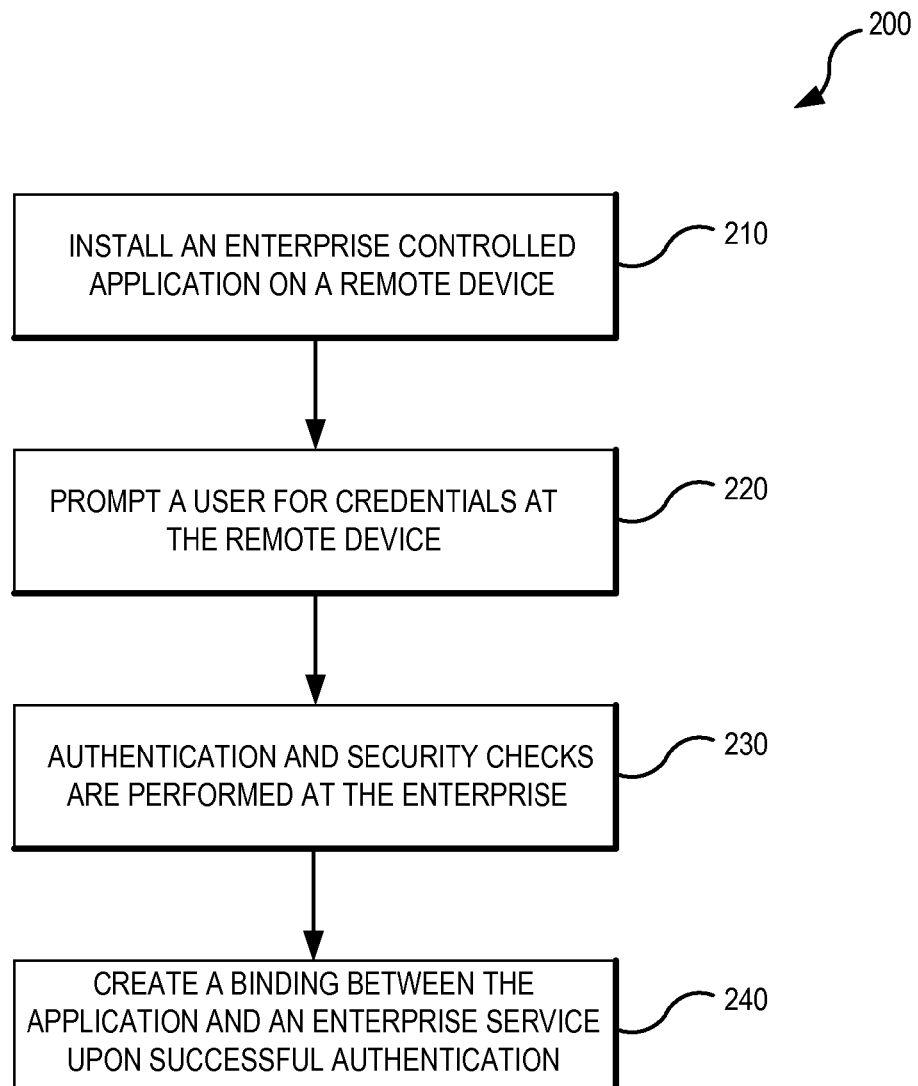 200
INSTALL AN ENTERPRISE CONTROLLED
APPLICATION ON A REMOTE DEVICE
210
PROMPT A USER FOR CREDENTIALS AT
THE REMOTE DEVICE
220
AUTHENTICATION AND SECURITY CHECKS
ARE PERFORMED AT THE ENTERPRISE
230
CREATE A BINDING BETWEEN THE
APPLICATION AND AN ENTERPRISE SERVICE
UPON SUCCESSFUL AUTHENTICATION
240